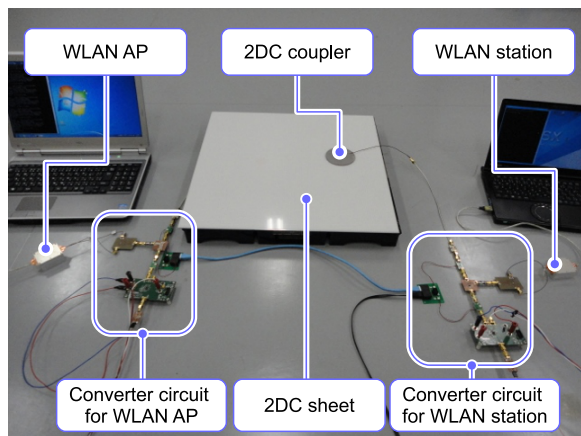 WLAN AP
2DC coupler
WLAN station
Converter circuit
for WLAN AP
2DC sheet
Converter circuit
for WLAN station